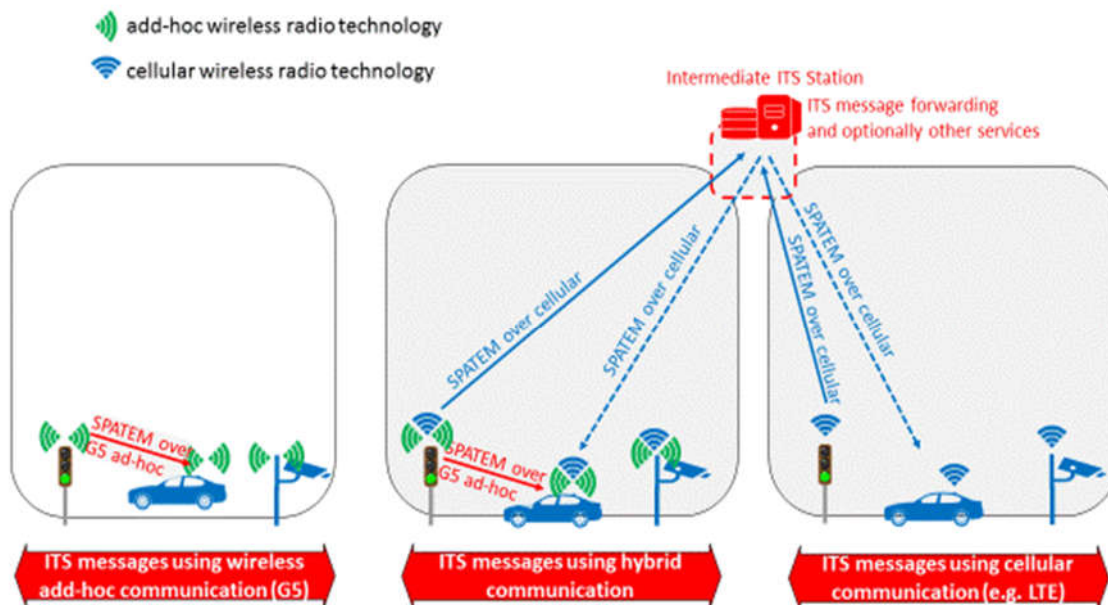 add-hoc wireless radio technology
cellular wireless radio technology
Intermediate ITS Station
ITS message forwarding
and optionally other services
SPATEM over
G5 ad-hoc
SPATEM over cellular
SPATEM over cellular
SPATEM over
G5 ad-hoc
SPATEM over cellular
SPATEM over cellular
ITS messages using wireless
add-hoc communication (G5)
ITS messages using hybrid
communication
ITS messages using cellular
communication (e.g. LTE)